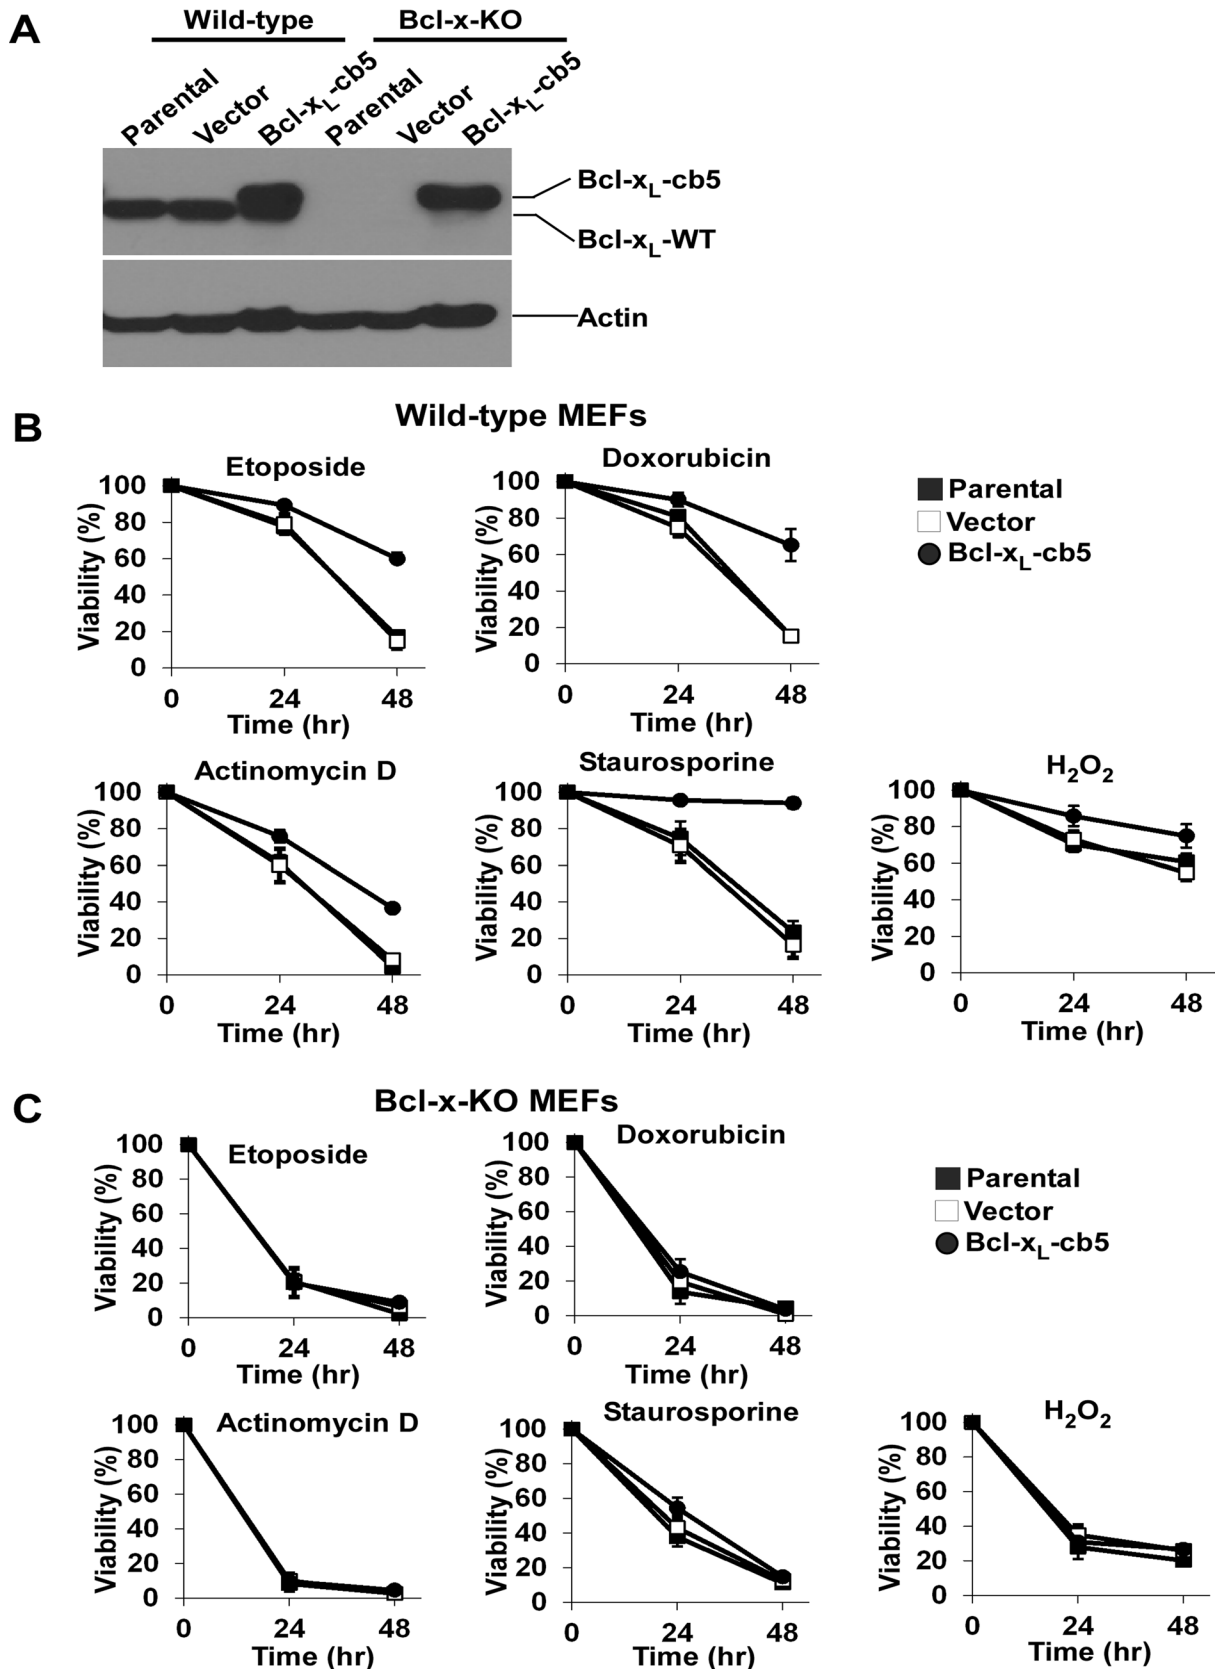 A
Wild-type
Bcl-x-KO
Parental
Vector
Bcl-xL-cb5
Parental
Vector
Bcl-xL-cb5
Bcl-xL-cb5
Bcl-xL-WT
Actin
B
Wild-type MEFs
Etoposide
Viability (%)
100
80
60
40
20
0
0 24 48
Time (hr)
Doxorubicin
Viability (%)
100
80
60
40
20
0
0 24 48
Time (hr)
Parental
Vector
Bcl-xL-cb5
Actinomycin D
Viability (%)
100
80
60
40
20
0
0 24 48
Time (hr)
Staurosporine
Viability (%)
100
80
60
40
20
0
0 24 48
Time (hr)
H2O2
Viability (%)
100
80
60
40
20
0
0 24 48
Time (hr)
C
Bcl-x-KO MEFs
Etoposide
Viability (%)
100
80
60
40
20
0
0 24 48
Time (hr)
Doxorubicin
Viability (%)
100
80
60
40
20
0
0 24 48
Time (hr)
Parental
Vector
Bcl-xL-cb5
Actinomycin D
Viability (%)
100
80
60
40
20
0
0 24 48
Time (hr)
Staurosporine
Viability (%)
100
80
60
40
20
0
0 24 48
Time (hr)
H2O2
Viability (%)
100
80
60
40
20
0
0 24 48
Time (hr)